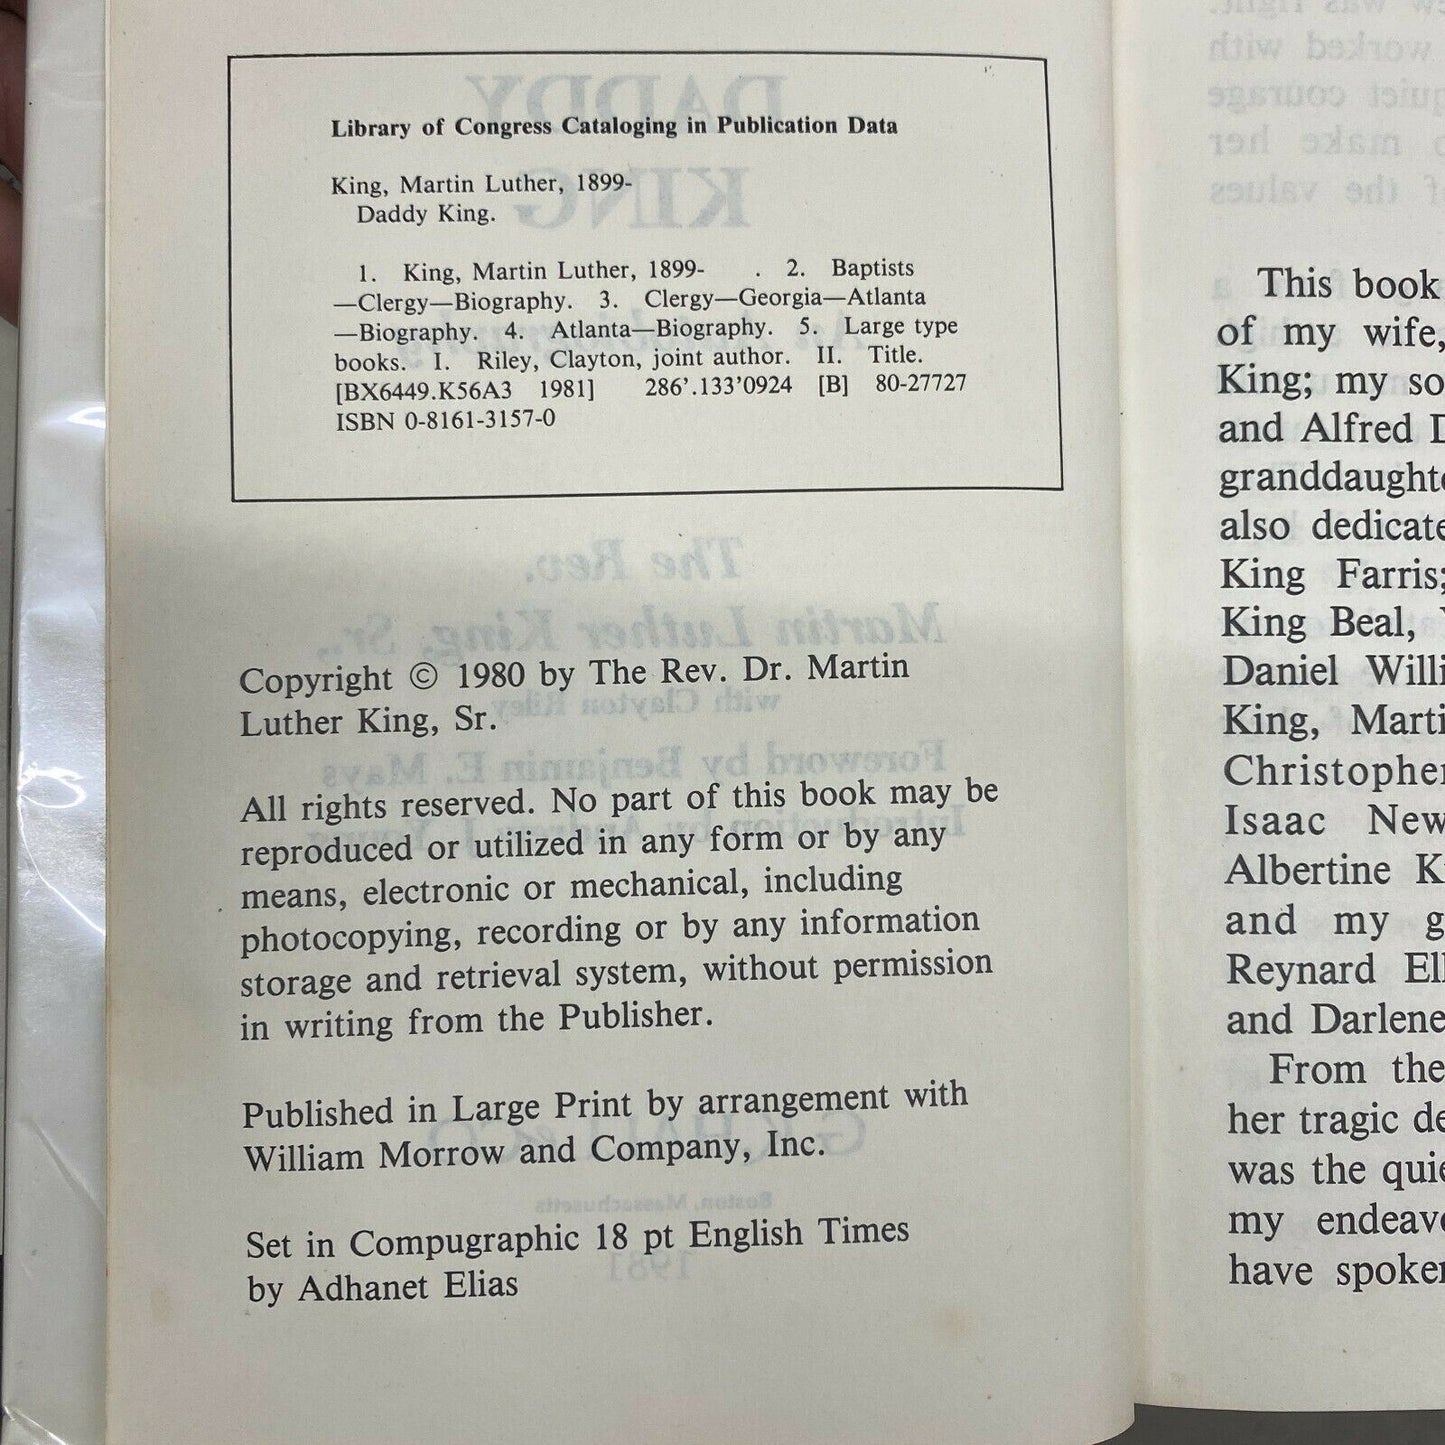 Library of Congress Cataloging in Publication Data
King, Martin Luther, 1899-
Daddy King.
1. King, Martin Luther, 1899- . 2. Baptists
—Clergy—Biography. 3. Clergy—Georgia—Atlanta
—Biography. 4. Atlanta—Biography. 5. Large type
books. I. Riley, Clayton, joint author. II. Title.
[BX6449.K56A3 1981] 286'.133'0924 [B] 80-27727
ISBN 0-8161-3157-0
Copyright © 1980 by The Rev. Dr. Martin
Luther King, Sr.
All rights reserved. No part of this book may be
reproduced or utilized in any form or by any
means, electronic or mechanical, including
photocopying, recording or by any information
storage and retrieval system, without permission
in writing from the Publisher.
Published in Large Print by arrangement with
William Morrow and Company, Inc.
Set in Compugraphic 18 pt English Times
by Adhanet Elias
This book
of my wife,
King; my
and Alfred
also
King Farris;
King Beal,
Daniel
King,
Isaac
Albertine
and my
Reynard
and Darlene
From the
her tragic
was the
my
have